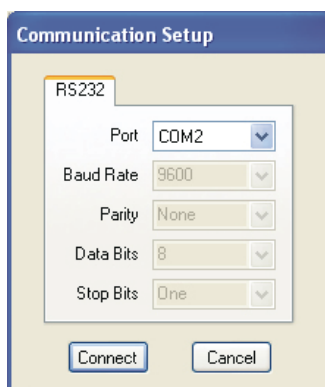 Communication Setup
RS232
Port COM2
Baud Rate 9600
Parity None
Data Bits 8
Stop Bits One
Connect Cancel